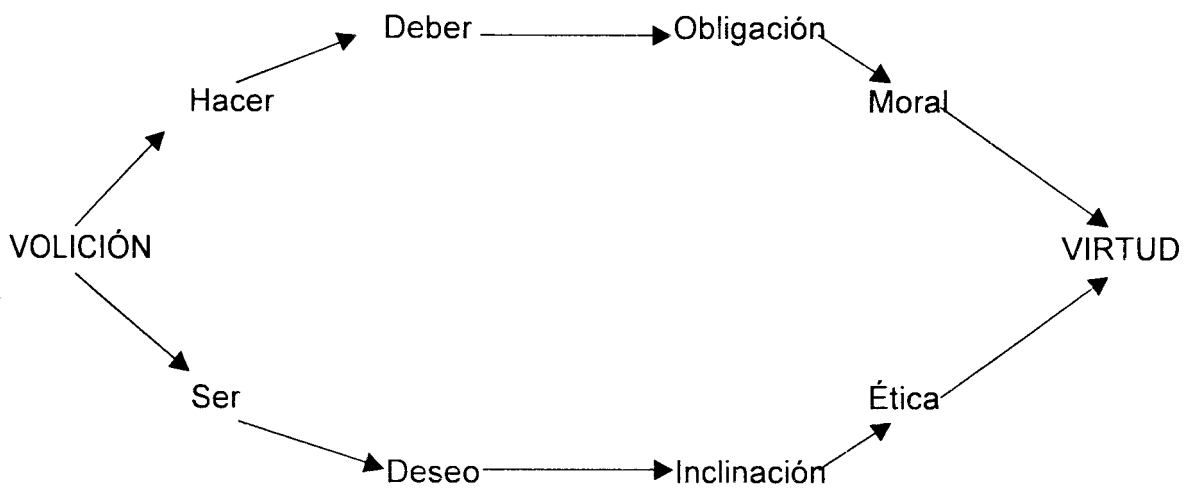 Deber
Obligación
Hacer
Moral
VOLICIÓN
VIRTUD
Ser
Ética
Deseo
Inclinación